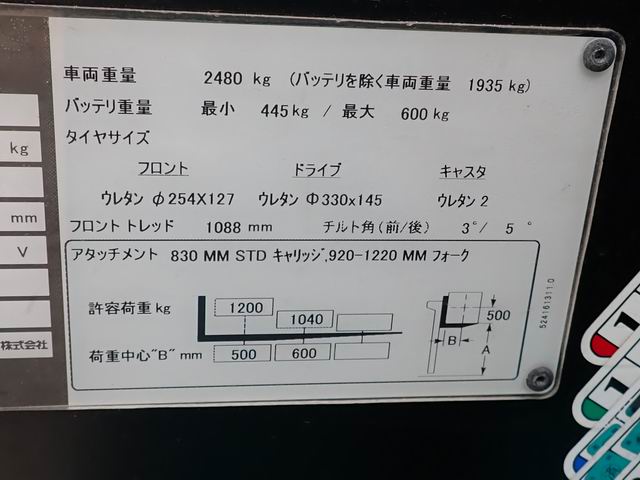 車両重量 2480 kg (バッテリを除く車両重量 1935 kg)
バッテリ重量 最小 445kg / 最大 600 kg
タイヤサイズ
フロント ドライブ キャスタ
ウレタン φ254X127 ウレタン Φ330x145 ウレタン 2
フロント トレッド 1088 mm チルト角(前/後) 3°/ 5°
アタッチメント 830 MM STD キャリッジ,920-1220 MM フォーク
許容荷重 kg 1200 1040
荷重中心"B" mm 500 600
500
B
A
524161311.0
kg
mm
V
株式会社